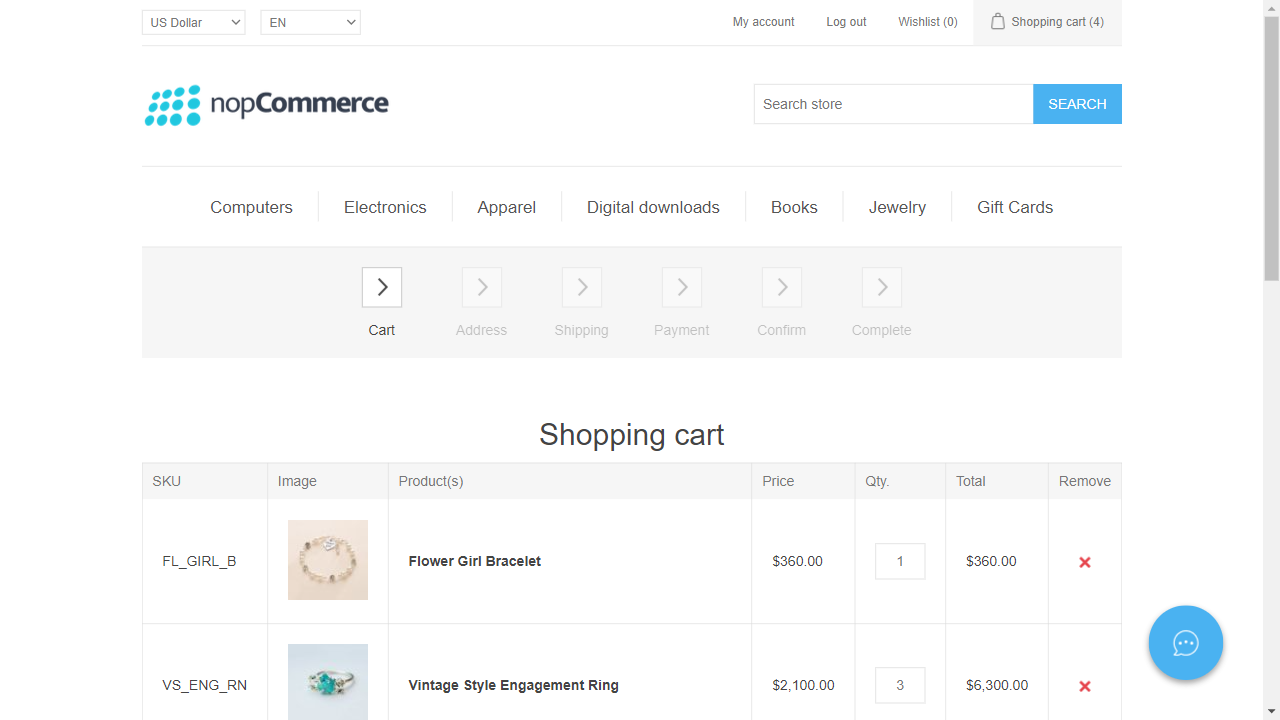 US Dollar EN My account Log out Wishlist (0) Shopping cart (4)
nopCommerce Search store SEARCH
Computers Electronics Apparel Digital downloads Books Jewelry Gift Cards
Cart Address Shipping Payment Confirm Complete
Shopping cart
SKU Image Product(s) Price Qty. Total Remove
FL_GIRL_B Flower Girl Bracelet $360.00 1 $360.00
VS_ENG_RN Vintage Style Engagement Ring $2,100.00 3 $6,300.00